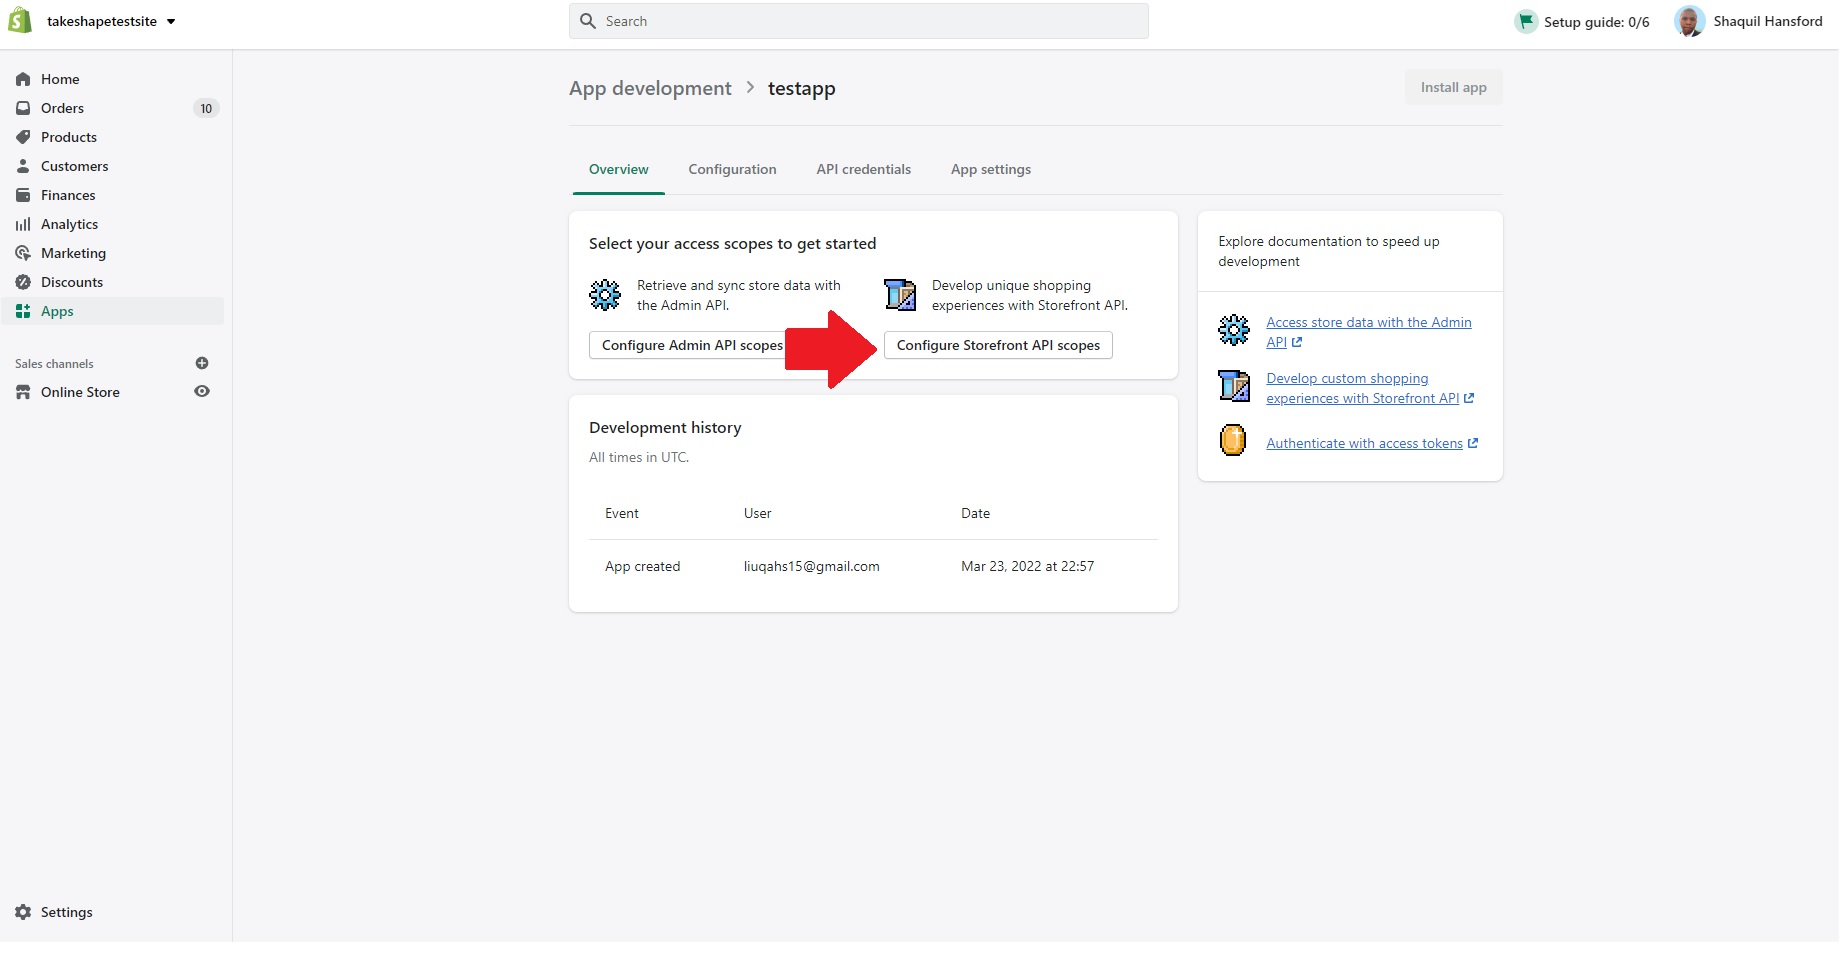 takeshapetestsite
Search
Setup guide: 0/6
Shaquil Hansford
Home
Orders
10
Products
Customers
Finances
Analytics
Marketing
Discounts
Apps
Sales channels
Online Store
Settings
App development
testapp
Install app
Overview
Configuration
API credentials
App settings
Select your access scopes to get started
Retrieve and sync store data with
the Admin API.
Configure Admin API scopes
Develop unique shopping
experiences with Storefront API.
Configure Storefront API scopes
Development history
All times in UTC.
Event
User
Date
App created
liuqahs15@gmail.com
Mar 23, 2022 at 22:57
Explore documentation to speed up
development
Access store data with the Admin
API
Develop custom shopping
experiences with Storefront API
Authenticate with access tokens